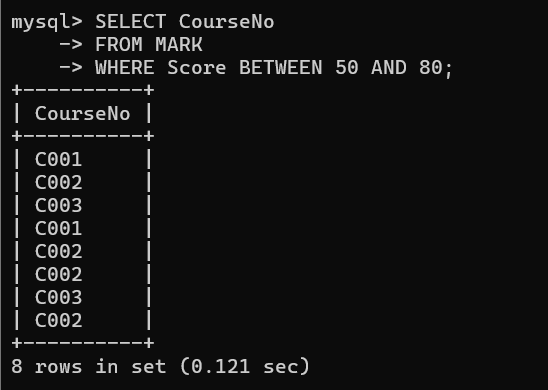 mysql> SELECT CourseNo
    -> FROM MARK
    -> WHERE Score BETWEEN 50 AND 80;
+----------+
| CourseNo |
+----------+
| C001     |
| C002     |
| C003     |
| C001     |
| C002     |
| C002     |
| C003     |
| C002     |
+----------+
8 rows in set (0.121 sec)